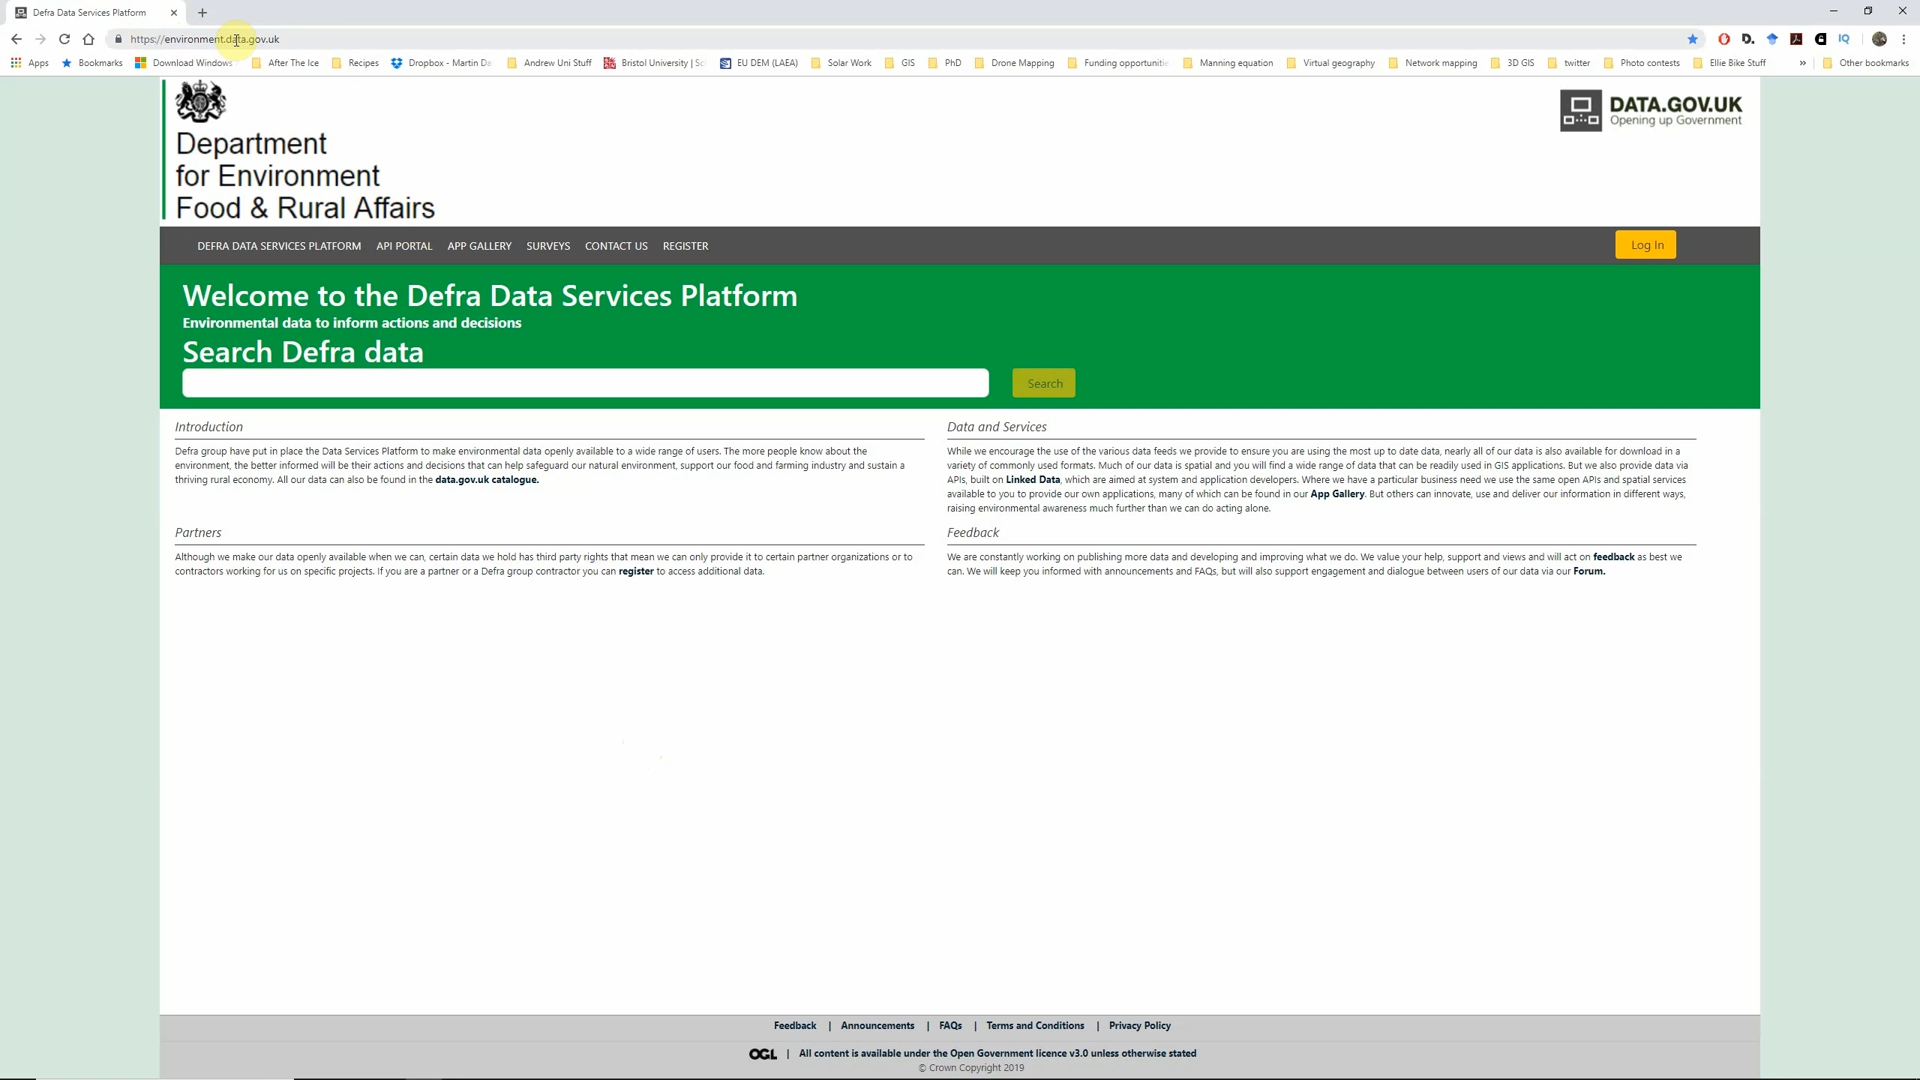 Defra Data Services Platform
https://environment.data.gov.uk
Apps Bookmarks Download Windows After The Ice Recipes Dropbox - Martin Da Andrew Uni Stuff Bristol University | Sc EU DEM (LAEA) Solar Work GIS PhD Drone Mapping Funding opportuniti Manning equation Virtual geography Network mapping 3D GIS twitter Photo contests Ellie Bike Stuff » Other bookmarks
Department
for Environment
Food & Rural Affairs
DATA.GOV.UK
Opening up Government
DEFRA DATA SERVICES PLATFORM API PORTAL APP GALLERY SURVEYS CONTACT US REGISTER Log In
Welcome to the Defra Data Services Platform
Environmental data to inform actions and decisions
Search Defra data
Search
Introduction
Defra group have put in place the Data Services Platform to make environmental data openly available to a wide range of users. The more people know about the
environment, the better informed will be their actions and decisions that can help safeguard our natural environment, support our food and farming industry and sustain a
thriving rural economy. All our data can also be found in the data.gov.uk catalogue.
Data and Services
While we encourage the use of the various data feeds we provide to ensure you are using the most up to date data, nearly all of our data is also available for download in a
variety of commonly used formats. Much of our data is spatial and you will find a wide range of data that can be readily used in GIS applications. But we also provide data via
APIs, built on Linked Data, which are aimed at system and application developers. Where we have a particular business need we use the same open APIs and spatial services
available to you to provide our own applications, many of which can be found in our App Gallery. But others can innovate, use and deliver our information in different ways,
raising environmental awareness much further than we can do acting alone.
Partners
Although we make our data openly available when we can, certain data we hold has third party rights that mean we can only provide it to certain partner organizations or to
contractors working for us on specific projects. If you are a partner or a Defra group contractor you can register to access additional data.
Feedback
We are constantly working on publishing more data and developing and improving what we do. We value your help, support and views and will act on feedback as best we
can. We will keep you informed with announcements and FAQs, but will also support engagement and dialogue between users of our data via our Forum.
Feedback | Announcements | FAQs | Terms and Conditions | Privacy Policy
OGL | All content is available under the Open Government licence v3.0 unless otherwise stated
© Crown Copyright 2019